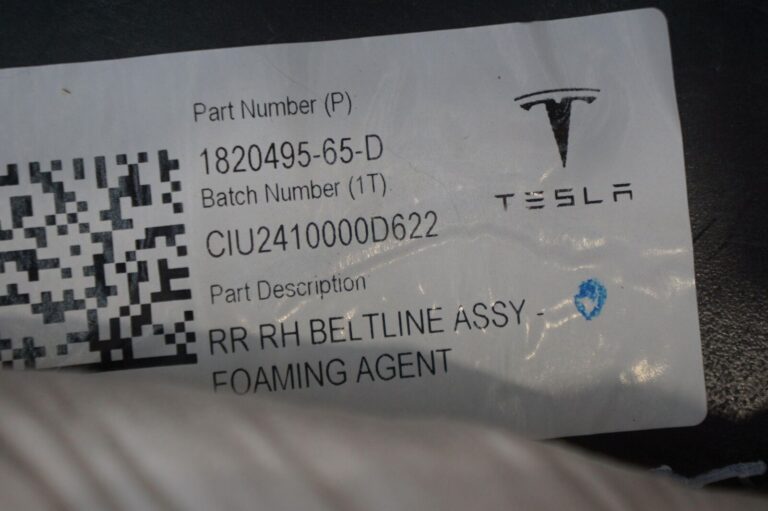 Part Number (P)
1820495-65-D
Batch Number (1T)
CIU2410000D622
Part Description
RR RH BELTLINE ASSY -
FOAMING AGENT
TESLA